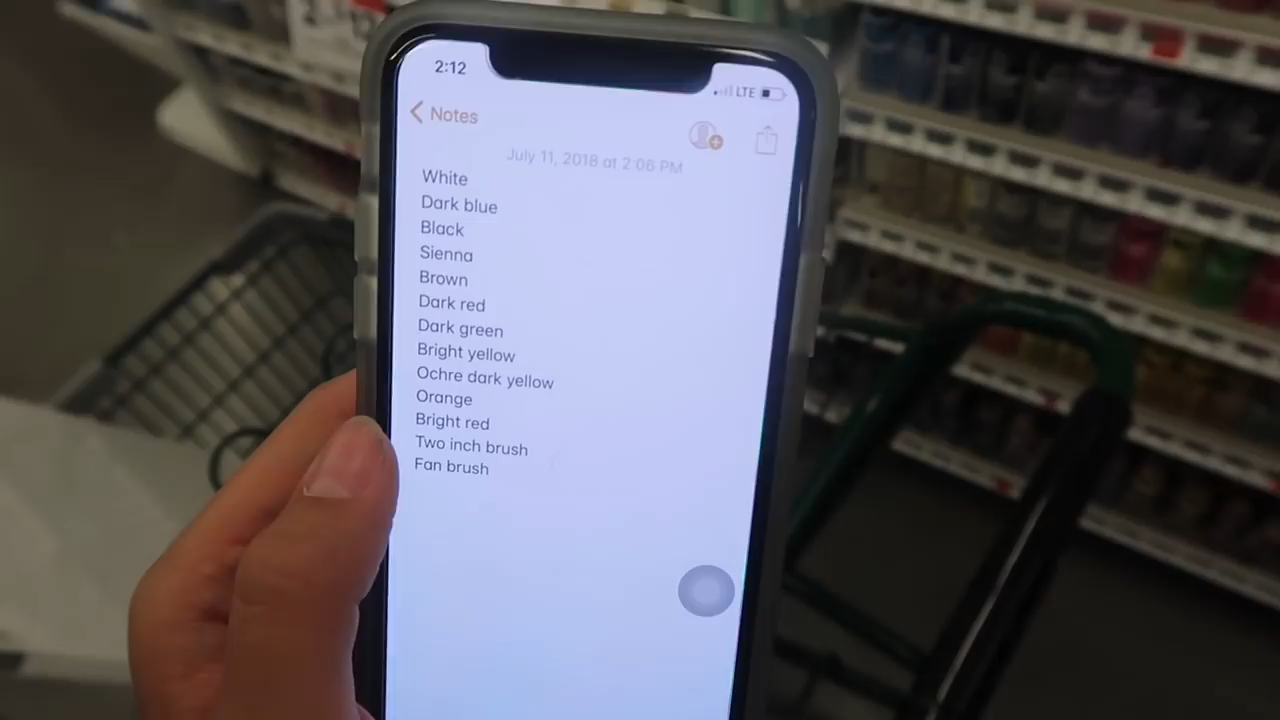 2:12
LTE
Notes
July 11, 2018 at 2:06 PM
White
Dark blue
Black
Sienna
Brown
Dark red
Dark green
Bright yellow
Ochre dark yellow
Orange
Bright red
Two inch brush
Fan brush